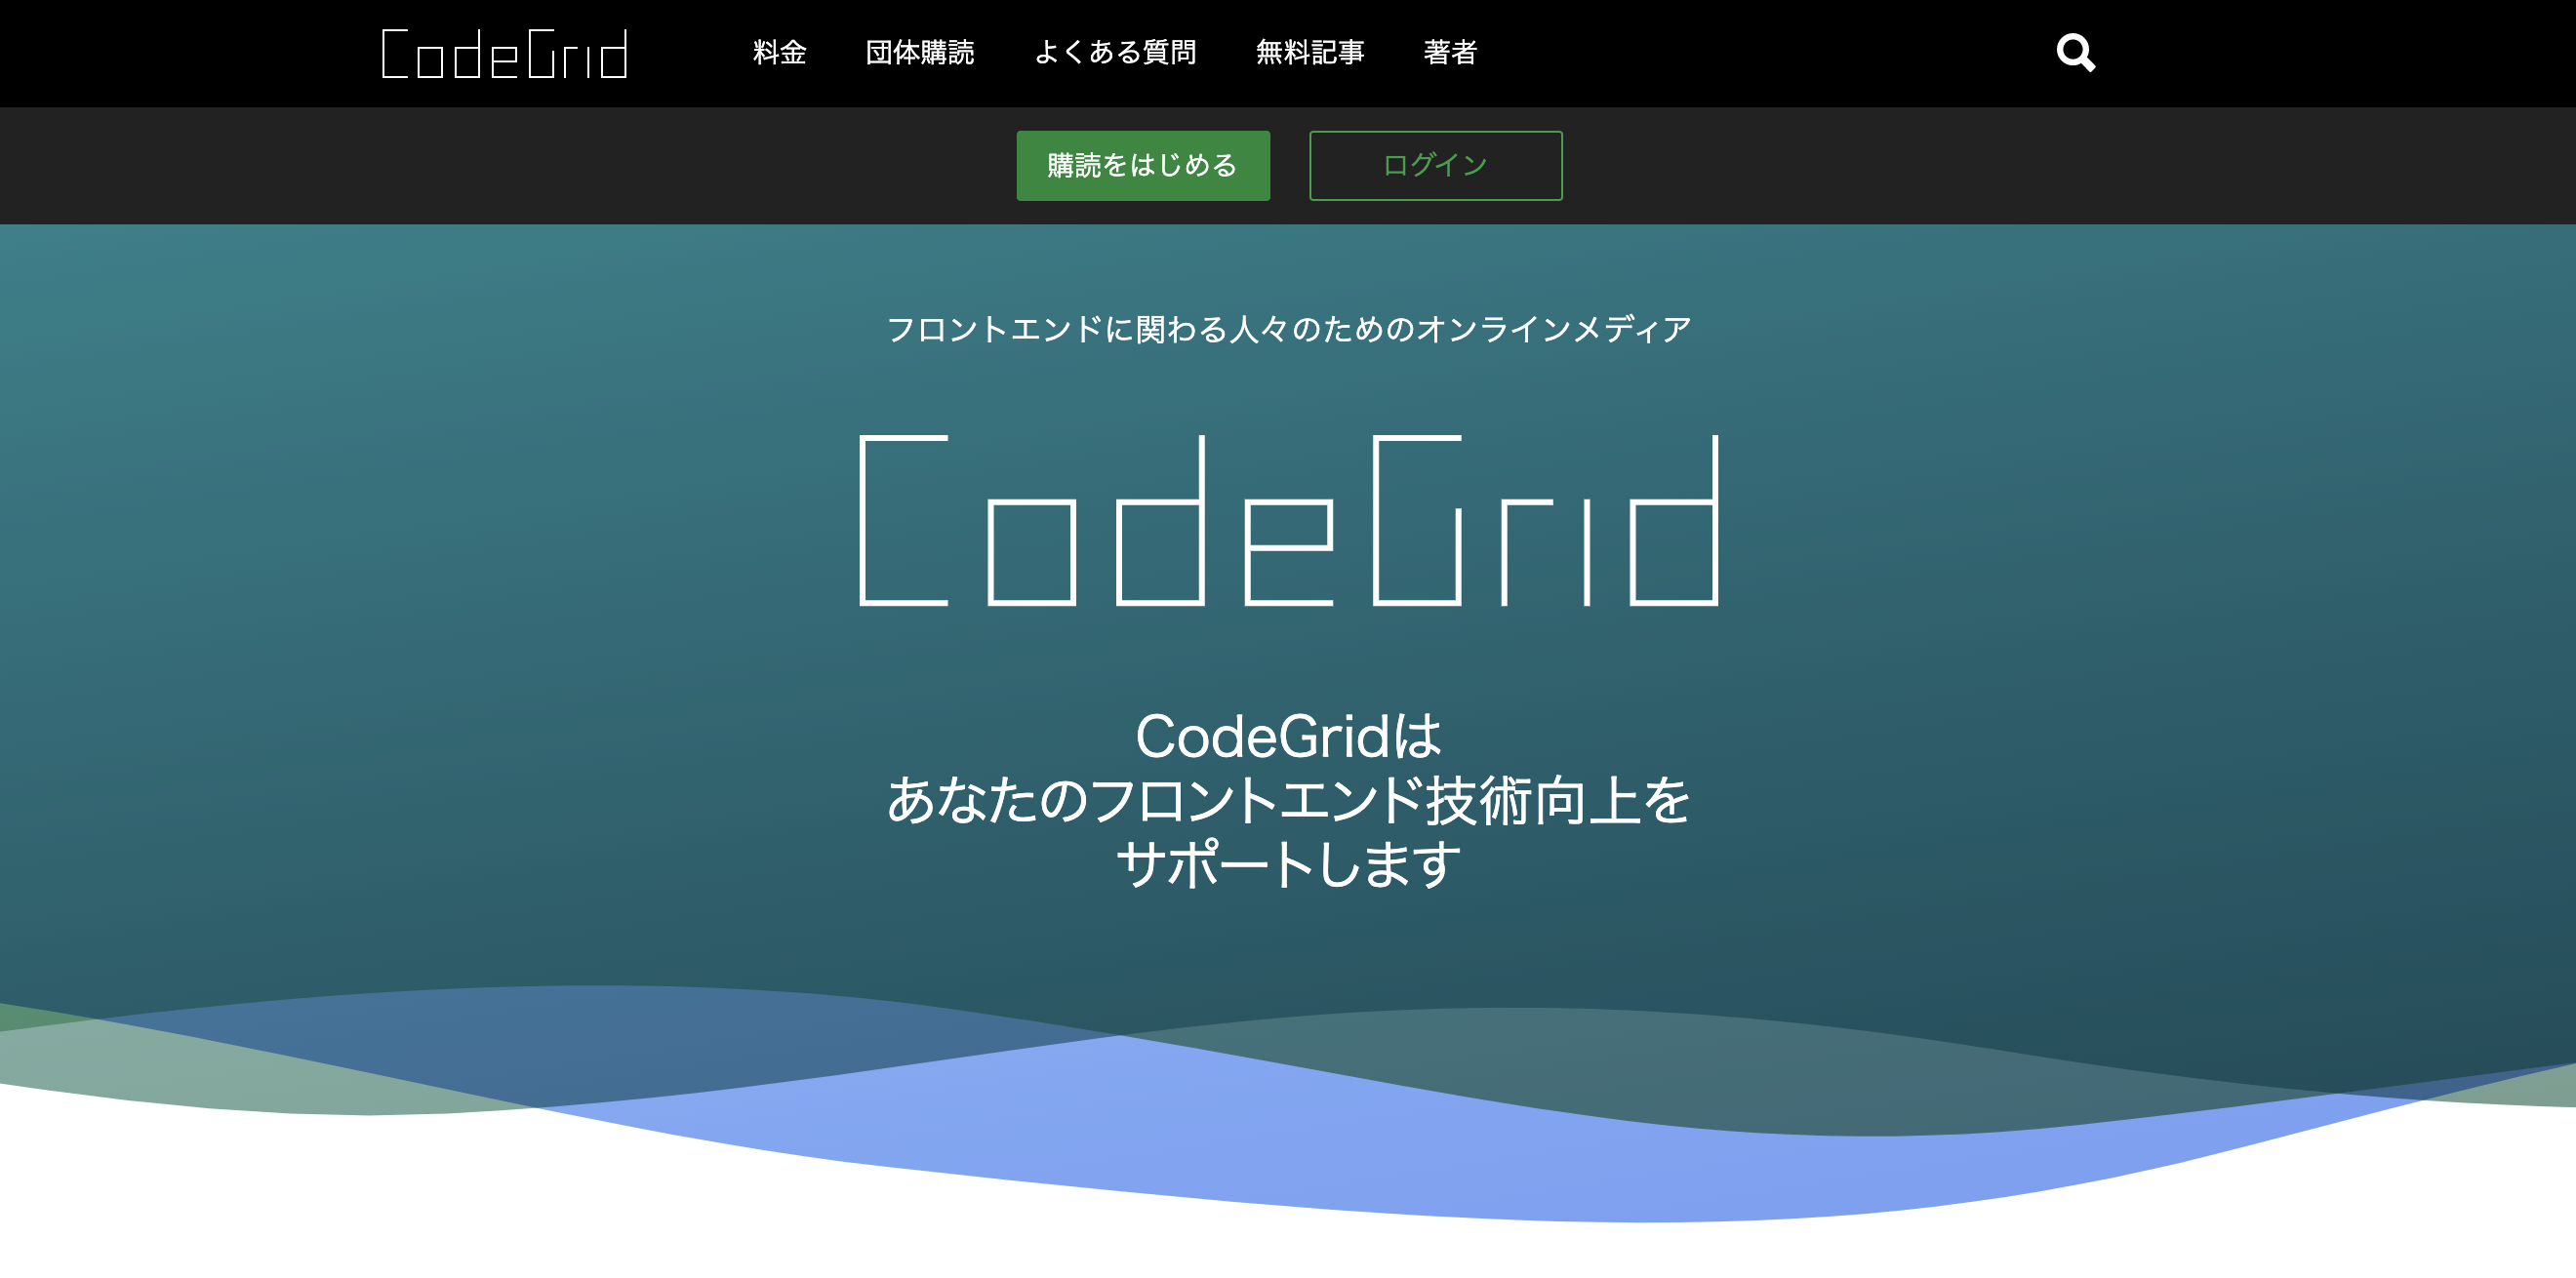 CodeGrid 料金 団体購読 よくある質問 無料記事 著者
購読をはじめる ログイン
フロントエンドに関わる人々のためのオンラインメディア
CodeGrid
CodeGridは
あなたのフロントエンド技術向上を
サポートします